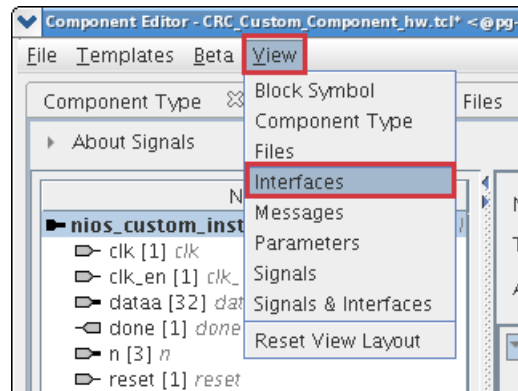 Component Editor - CRC_Custom_Component_hw.tcl* <@pg-
File Templates Beta View
Component Type Files
About Signals
Block Symbol
Component Type
Files
Interfaces
Messages
Parameters
Signals
Signals & Interfaces
Reset View Layout
nios_custom_inst
clk [1] clk
clk_en [1] clk_
dataa [32] dat
done [1] done
n [3] n
reset [1] reset